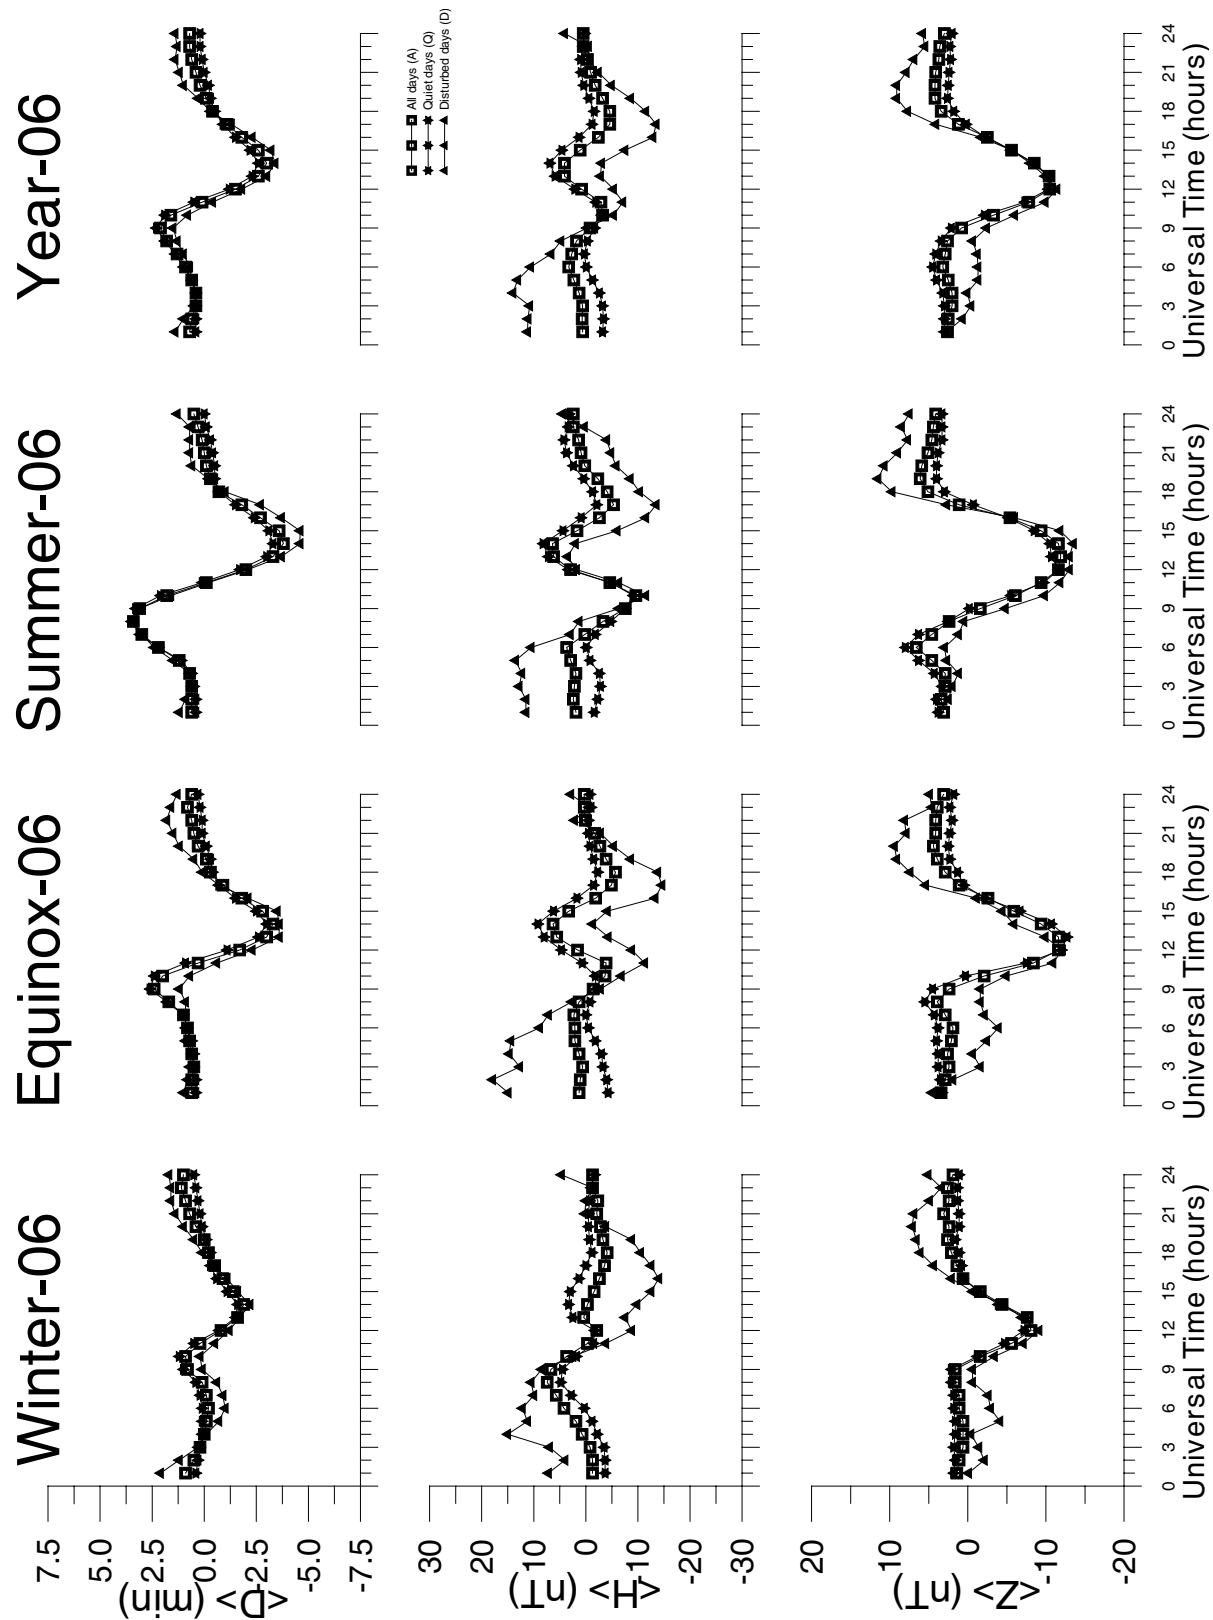 Winter-06
Equinox-06
Summer-06
Year-06
7.5
5.0
2.5
0.0
-2.5
-5.0
-7.5
<D> (min)
All days (A)
Quiet days (Q)
Disturbed days (D)
30
20
10
0
-10
-20
-30
<H> (nT)
20
10
0
-10
-20
<Z> (nT)
0 3 6 9 12 15 18 21 24
0 3 6 9 12 15 18 21 24
0 3 6 9 12 15 18 21 24
0 3 6 9 12 15 18 21 24
Universal Time (hours)
Universal Time (hours)
Universal Time (hours)
Universal Time (hours)